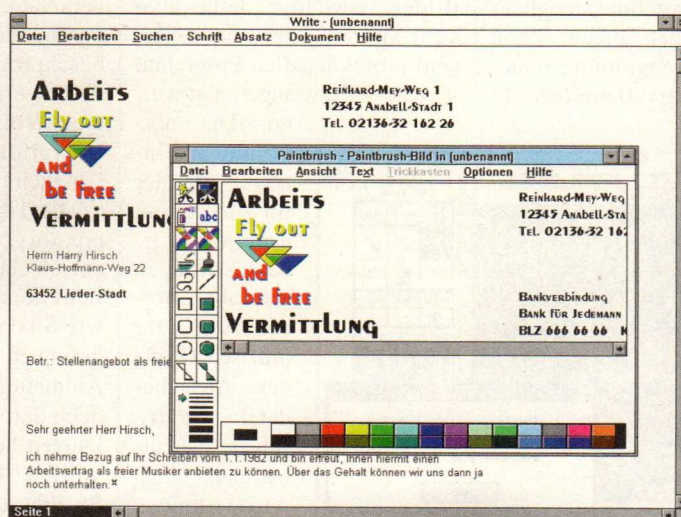 Write - (unbenannt)
Datei Bearbeiten Suchen Schrift Absatz Dokument Hilfe
Arbeits
Fly out
and
be free
Vermittlung
Reinhard-Mey-Weg 1
12345 Anabell-Stadt 1
Tel. 02136-32 162 26
Herrn Harry Hirsch
Klaus-Hoffmann-Weg 22
63452 Lieder-Stadt
Betr.: Stellenangebot als freie
Sehr geehrter Herr Hirsch,
ich nehme Bezug auf Ihr Schreiben vom 1.1.1982 und bin erfreut, Ihnen hiermit einen
Arbeitsvertrag als freier Musiker anbieten zu können. Über das Gehalt können wir uns dann ja
noch unterhalten.¤
Seite 1
Paintbrush - Paintbrush-Bild in (unbenannt)
Datei Bearbeiten Ansicht Text Trickkasten Optionen Hilfe
abc
Arbeits
Fly out
and
be free
Vermittlung
Reinhard-Mey-Weg
12345 Anabell-Sta
Tel. 02136-32 162
Bankverbindung
Bank für Jedemann
BLZ 666 66 66 K